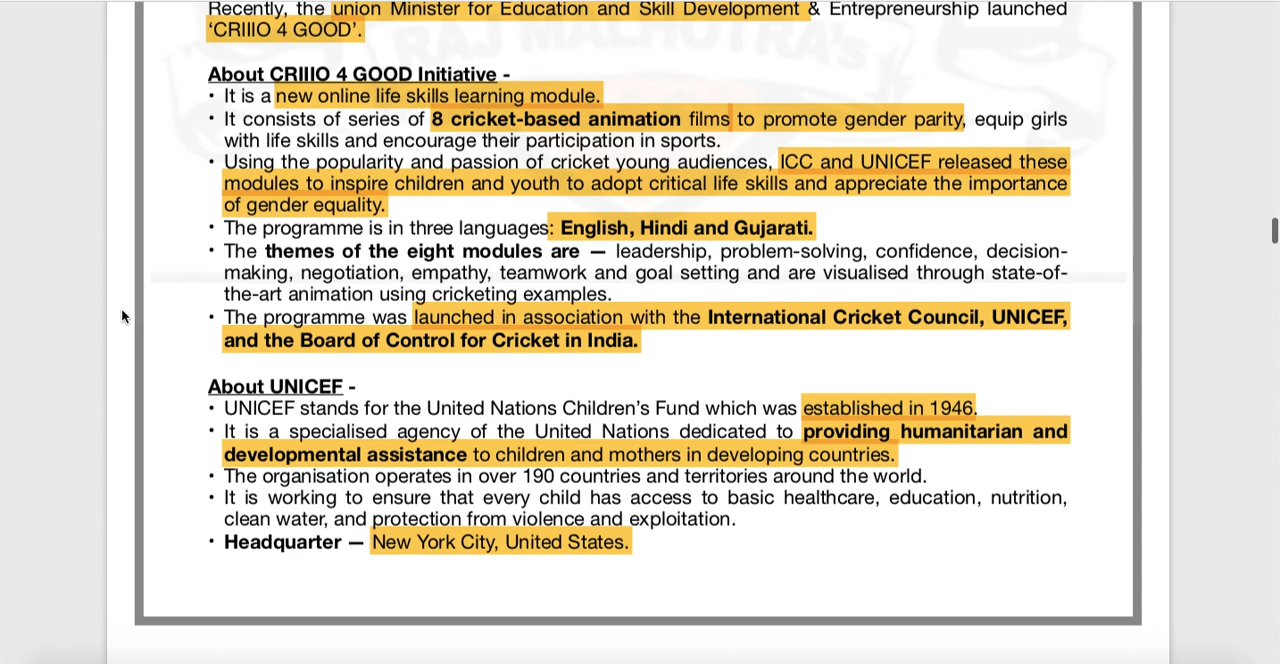 Recently, the union Minister for Education and Skill Development & Entrepreneurship launched
‘CRIIIO 4 GOOD’.
RAJ MALHOTRA's
About CRIIIO 4 GOOD Initiative -
• It is a new online life skills learning module.
• It consists of series of 8 cricket-based animation films to promote gender parity, equip girls
with life skills and encourage their participation in sports.
• Using the popularity and passion of cricket young audiences, ICC and UNICEF released these
modules to inspire children and youth to adopt critical life skills and appreciate the importance
of gender equality.
• The programme is in three languages: English, Hindi and Gujarati.
• The themes of the eight modules are — leadership, problem-solving, confidence, decision-
making, negotiation, empathy, teamwork and goal setting and are visualised through state-of-
the-art animation using cricketing examples.
• The programme was launched in association with the International Cricket Council, UNICEF,
and the Board of Control for Cricket in India.
About UNICEF -
• UNICEF stands for the United Nations Children’s Fund which was established in 1946.
• It is a specialised agency of the United Nations dedicated to providing humanitarian and
developmental assistance to children and mothers in developing countries.
• The organisation operates in over 190 countries and territories around the world.
• It is working to ensure that every child has access to basic healthcare, education, nutrition,
clean water, and protection from violence and exploitation.
• Headquarter — New York City, United States.